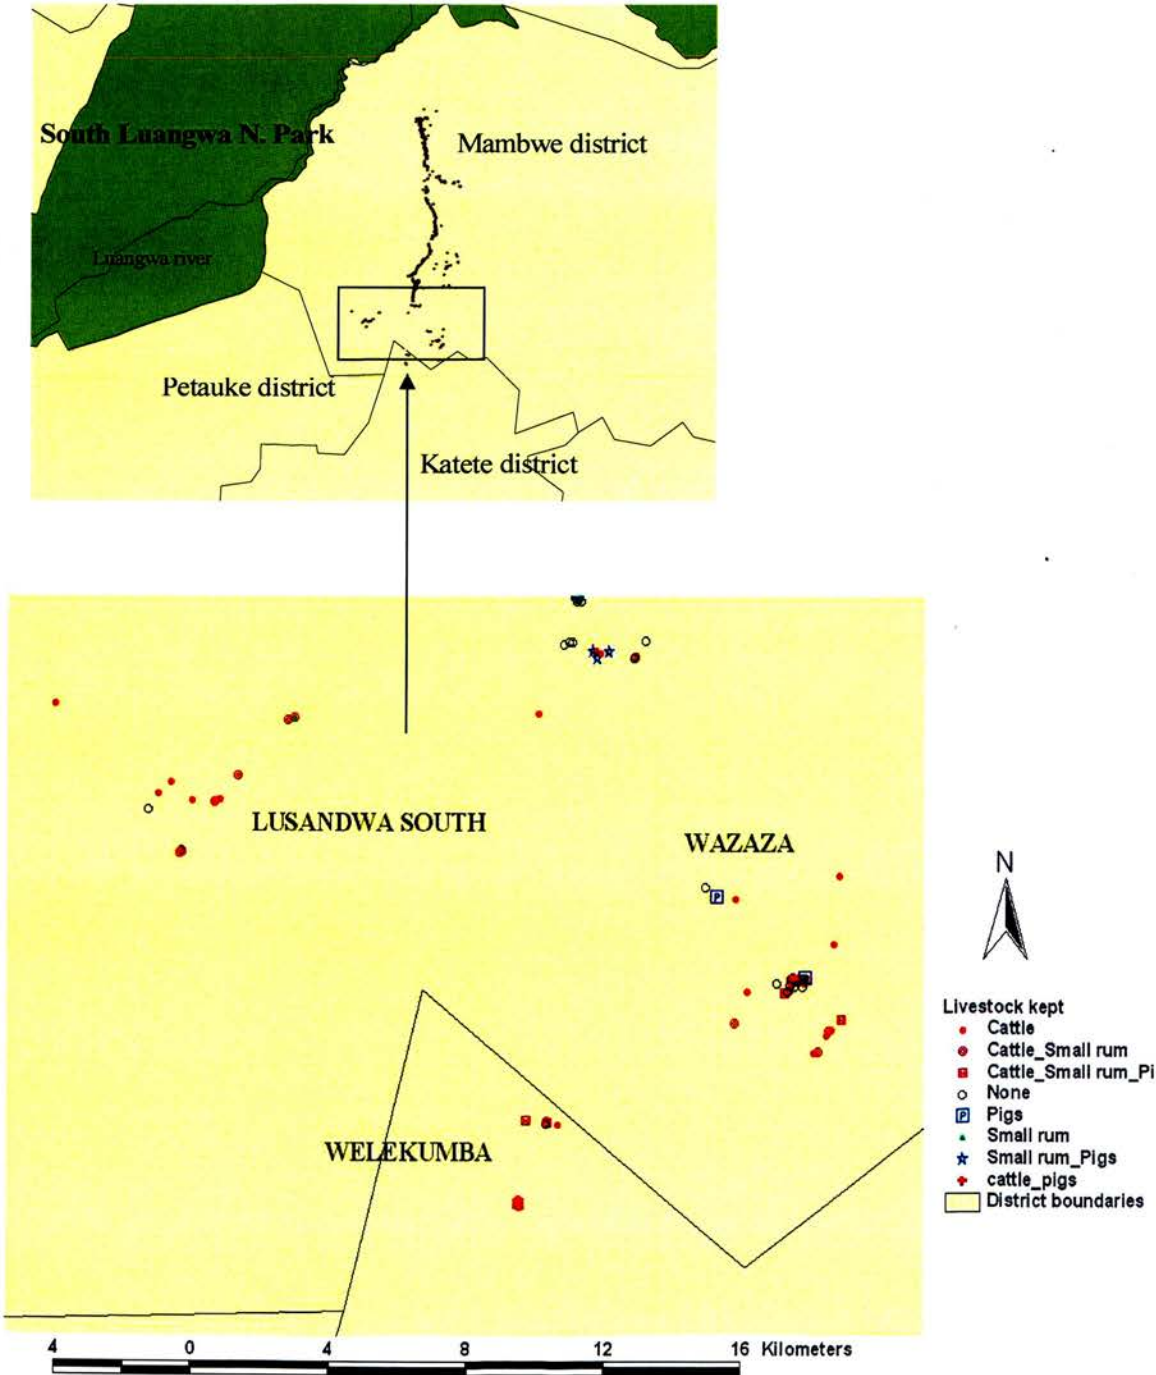 South Luangwa N. Park
Mambwe district
Luangwa river
Petauke district
Katete district
LUSANDWA SOUTH
WAZAZA
N
Livestock kept
Cattle
Cattle_Small rum
Cattle_Small rum_Pi
None
P Pigs
Small rum
Small rum_Pigs
cattle_pigs
District boundaries
WELEKUMBA
4 0 4 8 12 16 Kilometers